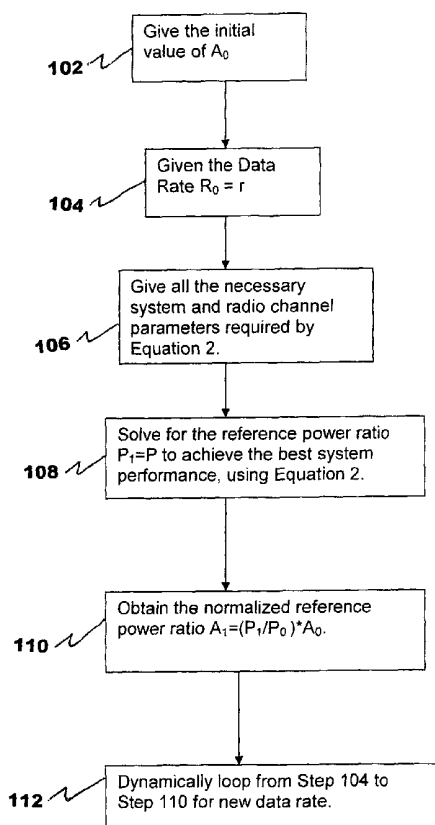 102
Give the initial
value of A₀
104
Given the Data
Rate R₀ = r
106
Give all the necessary
system and radio channel
parameters required by
Equation 2.
108
Solve for the reference power ratio
P₁=P to achieve the best system
performance, using Equation 2.
110
Obtain the normalized reference
power ratio A₁=(P₁/P₀)*A₀.
112
Dynamically loop from Step 104 to
Step 110 for new data rate.